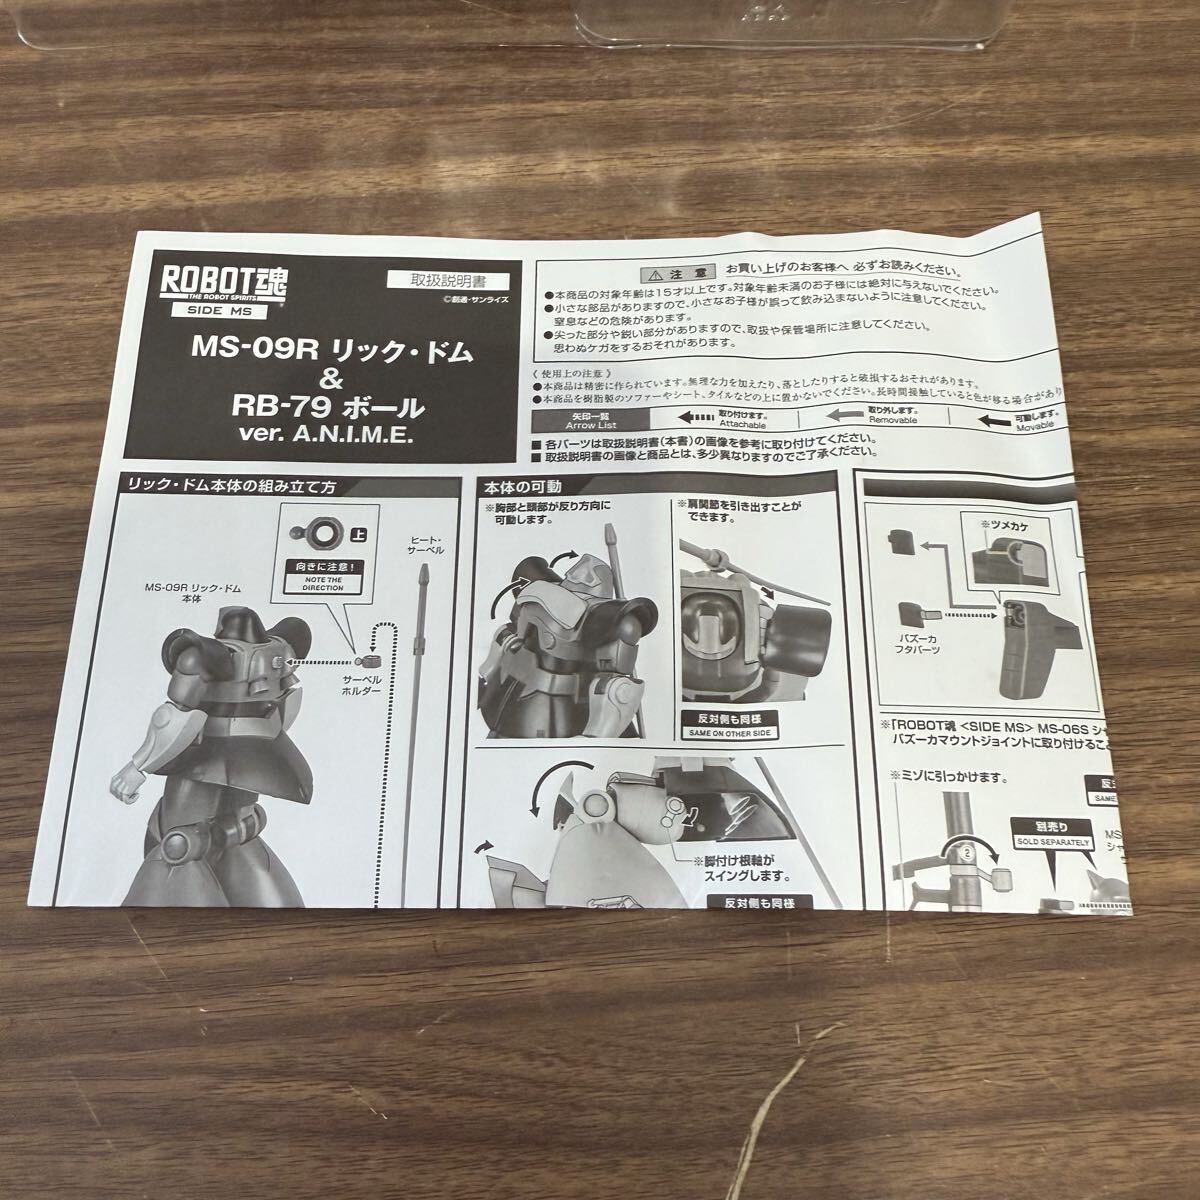 ROBOT魂
THE ROBOT SPIRITS
SIDE MS
取扱説明書
©創通・サンライズ
MS-09R リック・ドム
&
RB-79 ボール
ver. A.N.I.M.E.
⚠ 注 意 お買い上げのお客様へ 必ずお読みください。
●本商品の対象年齢は15才以上です。対象年齢未満のお子様には絶対に与えないでください。
●小さな部品がありますので、小さなお子様が誤って飲み込まないように注意してください。
窒息などの危険があります。
●尖った部分や鋭い部分がありますので、取扱や保管場所に注意してください。
思わぬケガをするおそれがあります。
《 使用上の注意 》
●本商品は精密に作られています。無理な力を加えたり、落としたりすると破損するおそれがあります。
●本商品を樹脂製のソファーやシート、タイルなどの上に置かないでください。長時間接触していると色が移る場合があり
矢印一覧
Arrow List
取り付けます。
Attachable
取り外します。
Removable
可動します。
Movable
■ 各パーツは取扱説明書(本書)の画像を参考に取り付けてください。
■ 取扱説明書の画像と商品とは、多少異なりますのでご了承ください。
リック・ドム本体の組み立て方
上
向きに注意!
NOTE THE
DIRECTION
ヒート・
サーベル
MS-09R リック・ドム
本体
サーベル
ホルダー
本体の可動
※胸部と頭部が反り方向に
可動します。
※肩関節を引き出すことが
できます。
反対側も同様
SAME ON OTHER SIDE
※脚付け根軸が
スイングします。
反対側も同様
※ツメカケ
バズーカ
フタパーツ
※「ROBOT魂 <SIDE MS> MS-06S シャ
バズーカマウントジョイントに取り付けるこ
※ミゾに引っかけます。
反
SAME
別売り
SOLD SEPARATELY
MS
シャ
②